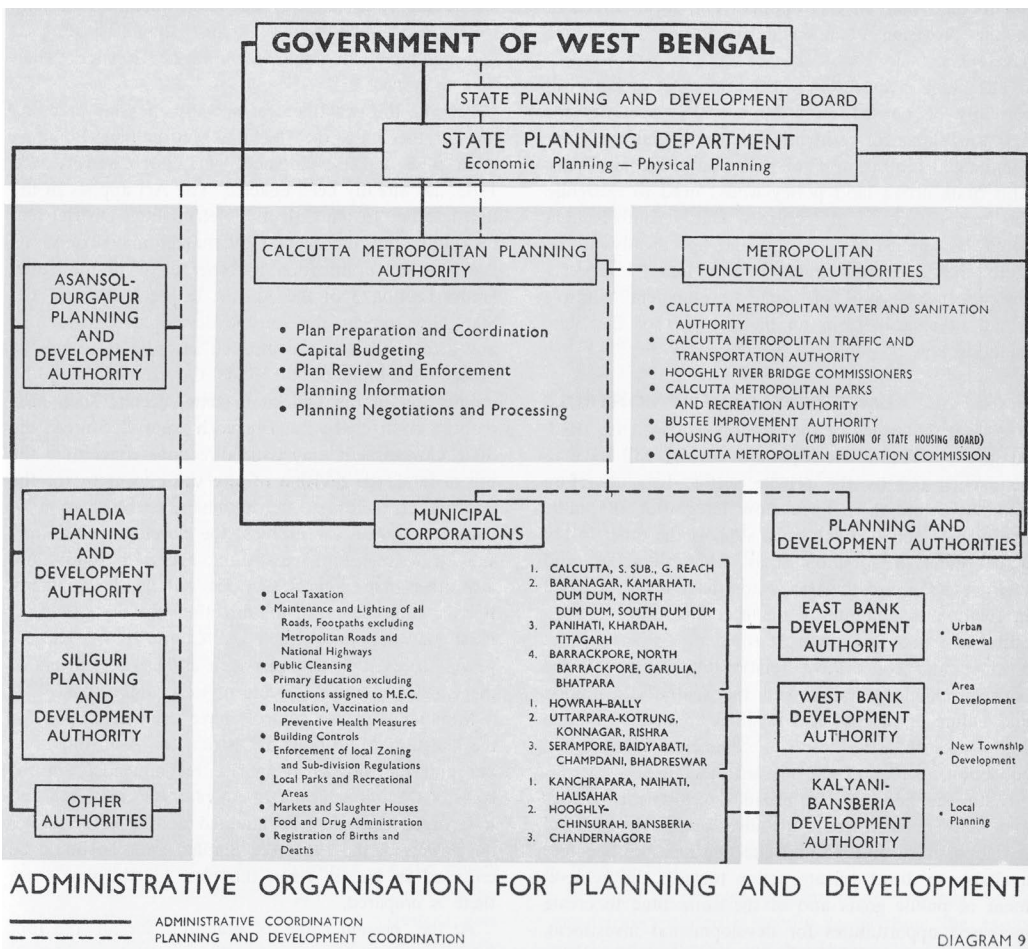 GOVERNMENT OF WEST BENGAL
STATE PLANNING AND DEVELOPMENT BOARD
STATE PLANNING DEPARTMENT
Economic Planning — Physical Planning
ASANSOL-
DURGAPUR
PLANNING
AND
DEVELOPMENT
AUTHORITY
HALDIA
PLANNING
AND
DEVELOPMENT
AUTHORITY
SILIGURI
PLANNING
AND
DEVELOPMENT
AUTHORITY
OTHER
AUTHORITIES
CALCUTTA METROPOLITAN PLANNING
AUTHORITY
• Plan Preparation and Coordination
• Capital Budgeting
• Plan Review and Enforcement
• Planning Information
• Planning Negotiations and Processing
METROPOLITAN
FUNCTIONAL AUTHORITIES
• CALCUTTA METROPOLITAN WATER AND SANITATION
AUTHORITY
• CALCUTTA METROPOLITAN TRAFFIC AND
TRANSPORTATION AUTHORITY
• HOOGHLY RIVER BRIDGE COMMISSIONERS
• CALCUTTA METROPOLITAN PARKS
AND RECREATION AUTHORITY
• BUSTEE IMPROVEMENT AUTHORITY
• HOUSING AUTHORITY (CMD DIVISION OF STATE HOUSING BOARD)
• CALCUTTA METROPOLITAN EDUCATION COMMISSION
MUNICIPAL
CORPORATIONS
• Local Taxation
• Maintenance and Lighting of all
Roads, Footpaths excluding
Metropolitan Roads and
National Highways
• Public Cleansing
• Primary Education excluding
functions assigned to M.E.C.
• Inoculation, Vaccination and
Preventive Health Measures
• Building Controls
• Enforcement of local Zoning
and Sub-division Regulations
• Local Parks and Recreational
Areas
• Markets and Slaughter Houses
• Food and Drug Administration
• Registration of Births and
Deaths
1. CALCUTTA, S. SUB., G. REACH
2. BARANAGAR, KAMARHATI,
DUM DUM, NORTH
DUM DUM, SOUTH DUM DUM
3. PANIHATI, KHARDAH,
TITAGARH
4. BARRACKPORE, NORTH
BARRACKPORE, GARULIA,
BHATPARA
1. HOWRAH–BALLY
2. UTTARPARA-KOTRUNG,
KONNAGAR, RISHRA
3. SERAMPORE, BAIDYABATI,
CHAMPDANI, BHADRESWAR
1. KANCHRAPARA, NAIHATI,
HALISAHAR
2. HOOGHLY–
CHINSURAH, BANSBERIA
3. CHANDERNAGORE
PLANNING AND
DEVELOPMENT AUTHORITIES
EAST BANK
DEVELOPMENT
AUTHORITY
WEST BANK
DEVELOPMENT
AUTHORITY
KALYANI-
BANSBERIA
DEVELOPMENT
AUTHORITY
• Urban
Renewal
• Area
Development
• New Township
Development
• Local
Planning
ADMINISTRATIVE ORGANISATION FOR PLANNING AND DEVELOPMENT
ADMINISTRATIVE COORDINATION
PLANNING AND DEVELOPMENT COORDINATION
DIAGRAM 9